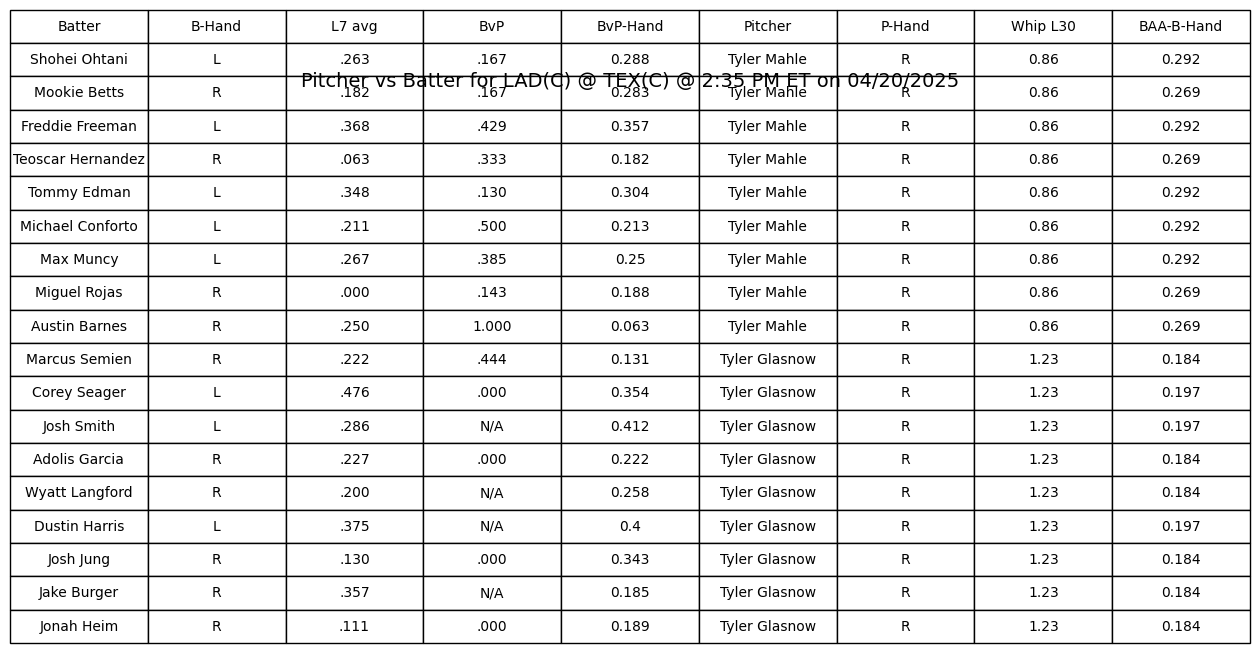 Batter B-Hand L7 avg BvP BvP-Hand Pitcher P-Hand Whip L30 BAA-B-Hand
Shohei Ohtani L .263 .167 0.288 Tyler Mahle R 0.86 0.292
Pitcher vs Batter for LAD(C) @ TEX(C) @ 2:35 PM ET on 04/20/2025
Mookie Betts R .182 .167 0.283 Tyler Mahle R 0.86 0.269
Freddie Freeman L .368 .429 0.357 Tyler Mahle R 0.86 0.292
Teoscar Hernandez R .063 .333 0.182 Tyler Mahle R 0.86 0.269
Tommy Edman L .348 .130 0.304 Tyler Mahle R 0.86 0.292
Michael Conforto L .211 .500 0.213 Tyler Mahle R 0.86 0.292
Max Muncy L .267 .385 0.25 Tyler Mahle R 0.86 0.292
Miguel Rojas R .000 .143 0.188 Tyler Mahle R 0.86 0.269
Austin Barnes R .250 1.000 0.063 Tyler Mahle R 0.86 0.269
Marcus Semien R .222 .444 0.131 Tyler Glasnow R 1.23 0.184
Corey Seager L .476 .000 0.354 Tyler Glasnow R 1.23 0.197
Josh Smith L .286 N/A 0.412 Tyler Glasnow R 1.23 0.197
Adolis Garcia R .227 .000 0.222 Tyler Glasnow R 1.23 0.184
Wyatt Langford R .200 N/A 0.258 Tyler Glasnow R 1.23 0.184
Dustin Harris L .375 N/A 0.4 Tyler Glasnow R 1.23 0.197
Josh Jung R .130 .000 0.343 Tyler Glasnow R 1.23 0.184
Jake Burger R .357 N/A 0.185 Tyler Glasnow R 1.23 0.184
Jonah Heim R .111 .000 0.189 Tyler Glasnow R 1.23 0.184